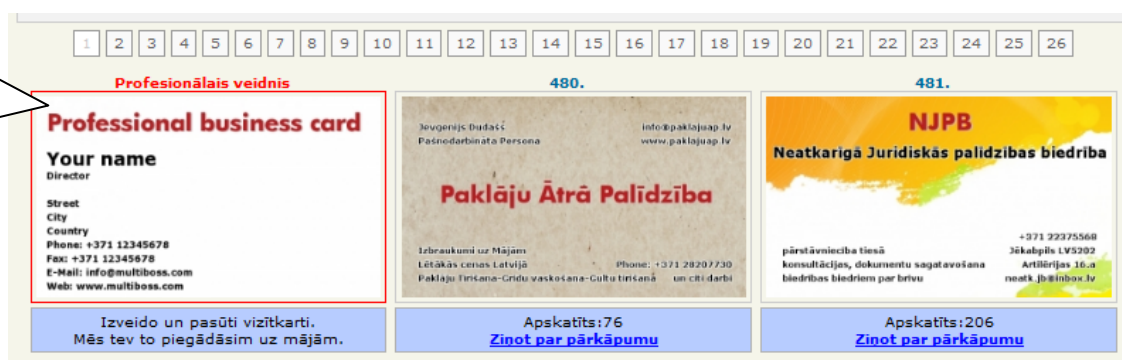 1 2 3 4 5 6 7 8 9 10 11 12 13 14 15 16 17 18 19 20 21 22 23 24 25 26
Profesionālais veidnis
Professional business card
Your name
Director
Street
City
Country
Phone: +371 12345678
Fax: +371 12345678
E-Mail: info@multiboss.com
Web: www.multiboss.com
Izveido un pasūti vizītkarti.
Mēs tev to piegādāsim uz mājām.
480.
Jevgenijs Dudašs
Pašnodarbinata Persona
info@paklajuap.lv
www.paklajuap.lv
Paklāju Ātrā Palīdzība
Izbraukumi uz Mājām
Lētākās cenas Latvijā
Phone: +371 28207730
Paklāju Tīrīšana-Grīdu vaskošana-Gultu tīrīšanā un citi darbi
Apskatīts:76
Ziņot par pārkāpumu
481.
NJPB
Neatkarīgā Juridiskās palīdzības biedrība
pārstāvniecība tiesā
konsultācijas, dokumentu sagatavošana
biedrības biedriem par brīvu
+371 22375568
Jēkabpils LV5202
Artilērijas 16.a
neatk.jb@inbox.lv
Apskatīts:206
Ziņot par pārkāpumu